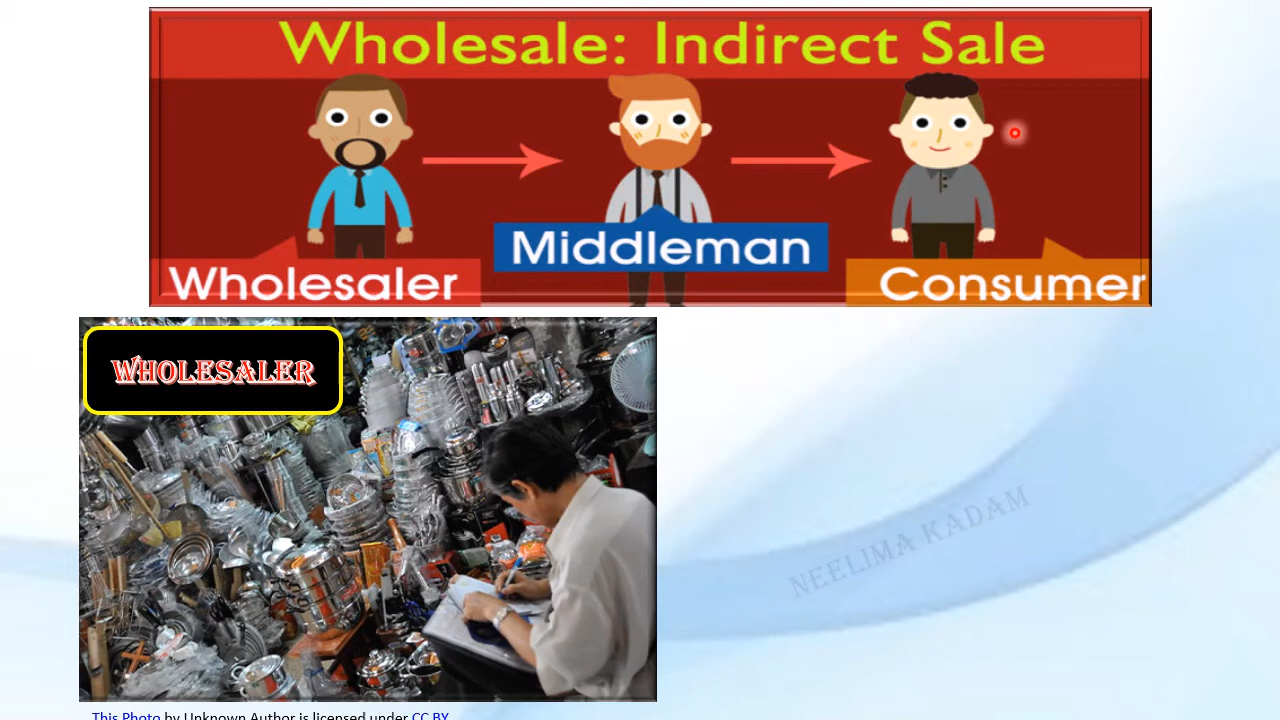 Wholesale: Indirect Sale
Middleman
Wholesaler
Consumer
WHOLESALER
NEELIMA KADAM
This Photo by Unknown Author is licensed under CC BY